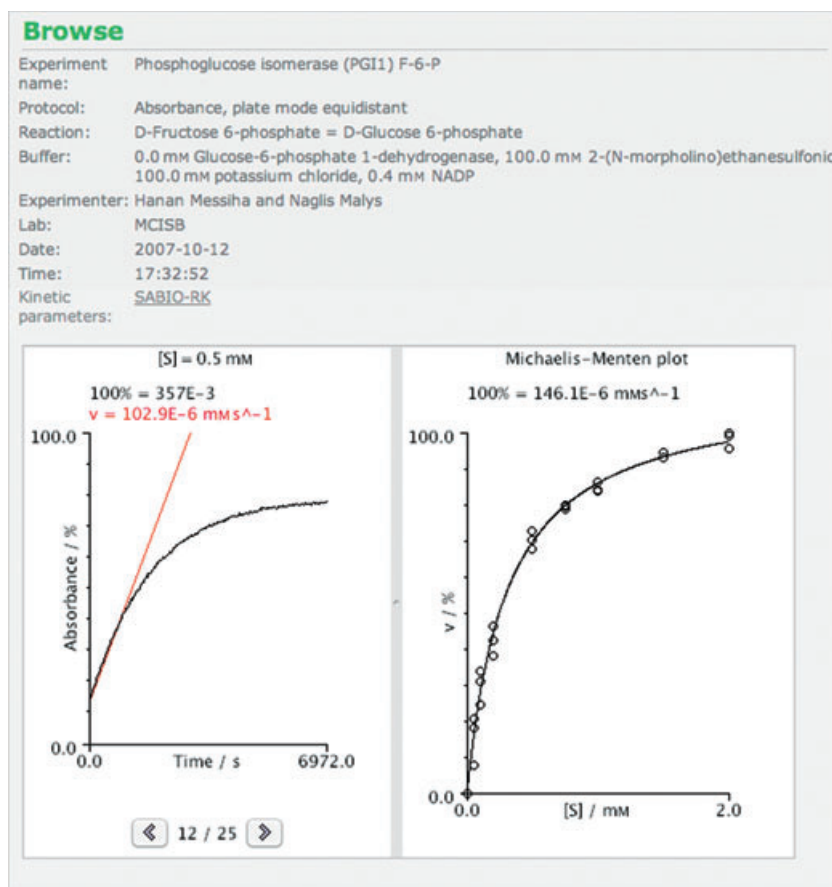 Browse
Experiment name: Phosphoglucose isomerase (PGI1) F-6-P
Protocol: Absorbance, plate mode equidistant
Reaction: D-Fructose 6-phosphate = D-Glucose 6-phosphate
Buffer: 0.0 mM Glucose-6-phosphate 1-dehydrogenase, 100.0 mM 2-(N-morpholino)ethanesulfonic
100.0 mM potassium chloride, 0.4 mM NADP
Experimenter: Hanan Messiha and Naglis Malys
Lab: MCISB
Date: 2007-10-12
Time: 17:32:52
Kinetic parameters: SABIO-RK
[S] = 0.5 mM
100% = 357E-3
v = 102.9E-6 mMs^-1
100.0
Absorbance / %
0.0
0.0 Time / s 6972.0
12 / 25
Michaelis-Menten plot
100% = 146.1E-6 mMs^-1
100.0
v / %
0.0
0.0 [S] / mM 2.0